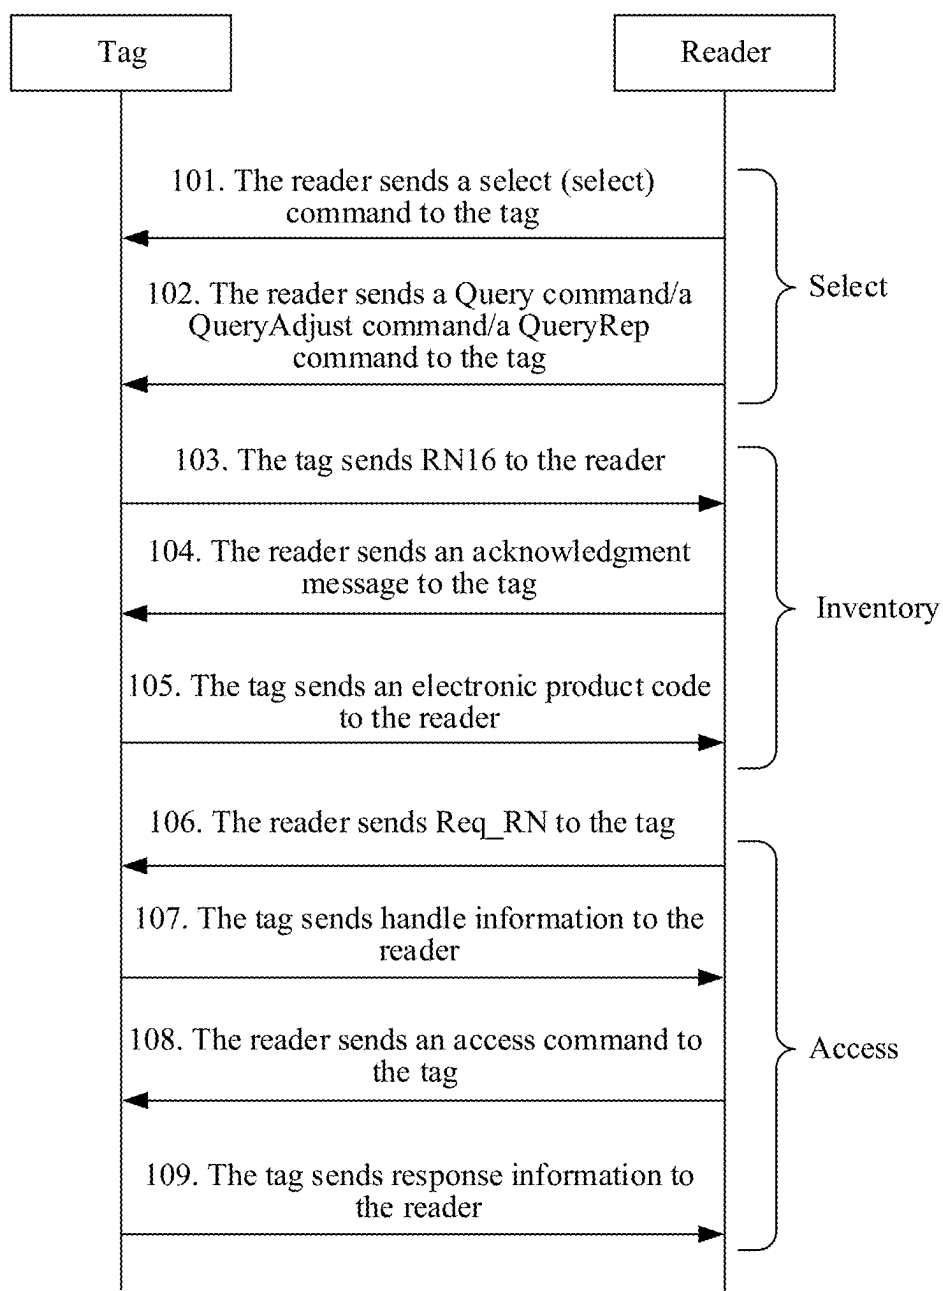 Tag
Reader
101. The reader sends a select (select)
command to the tag
102. The reader sends a Query command/a
QueryAdjust command/a QueryRep
command to the tag
Select
103. The tag sends RN16 to the reader
104. The reader sends an acknowledgment
message to the tag
Inventory
105. The tag sends an electronic product code
to the reader
106. The reader sends Req_RN to the tag
107. The tag sends handle information to the
reader
108. The reader sends an access command to
the tag
Access
109. The tag sends response information to
the reader